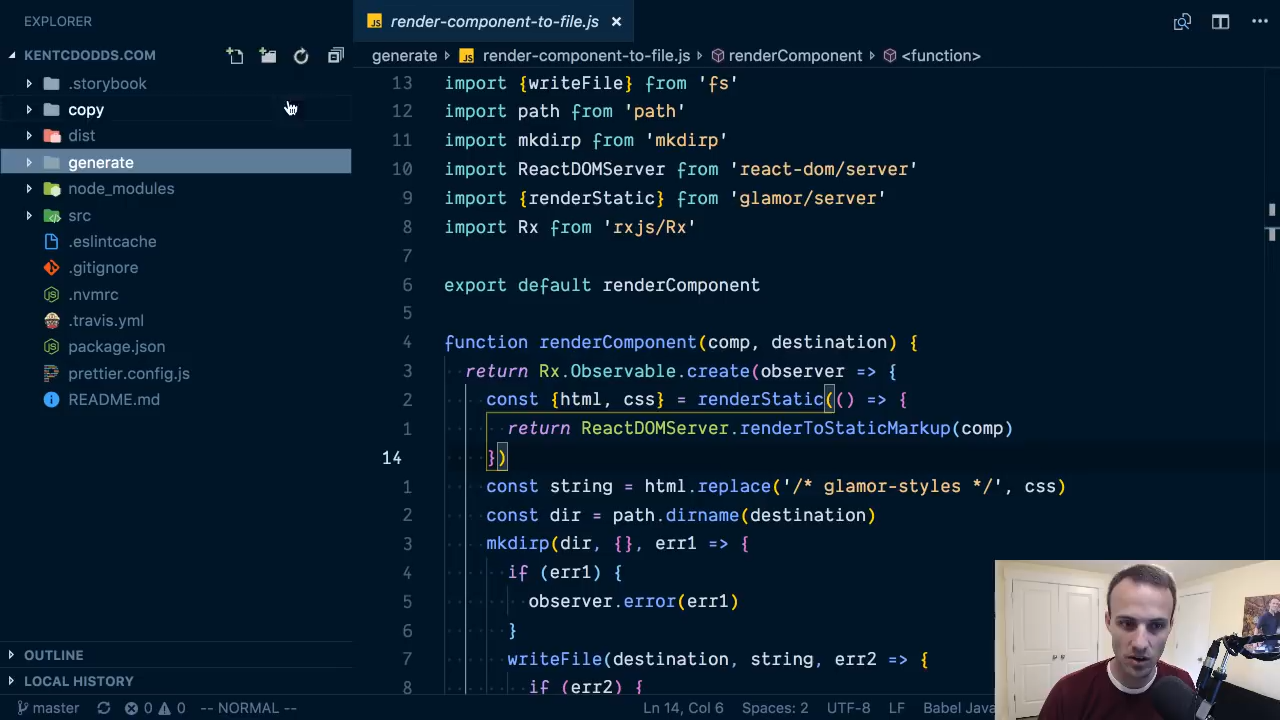 EXPLORER
KENTCDODDS.COM
.storybook
copy
dist
generate
node_modules
src
.eslintcache
.gitignore
.nvmrc
.travis.yml
package.json
prettier.config.js
README.md
OUTLINE
LOCAL HISTORY
JS render-component-to-file.js ×
generate › JS render-component-to-file.js › renderComponent › <function>
13 import {writeFile} from 'fs'
12 import path from 'path'
11 import mkdirp from 'mkdirp'
10 import ReactDOMServer from 'react-dom/server'
9 import {renderStatic} from 'glamor/server'
8 import Rx from 'rxjs/Rx'
7
6 export default renderComponent
5
4 function renderComponent(comp, destination) {
3 return Rx.Observable.create(observer => {
2 const {html, css} = renderStatic(() => {
1 return ReactDOMServer.renderToStaticMarkup(comp)
14 })
1 const string = html.replace('/* glamor-styles */', css)
2 const dir = path.dirname(destination)
3 mkdirp(dir, {}, err1 => {
4 if (err1) {
5 observer.error(err1)
6 }
7 writeFile(destination, string, err2 => {
8 if (err2) {
master 0 0 -- NORMAL -- Ln 14, Col 6 Spaces: 2 UTF-8 LF Babel Java